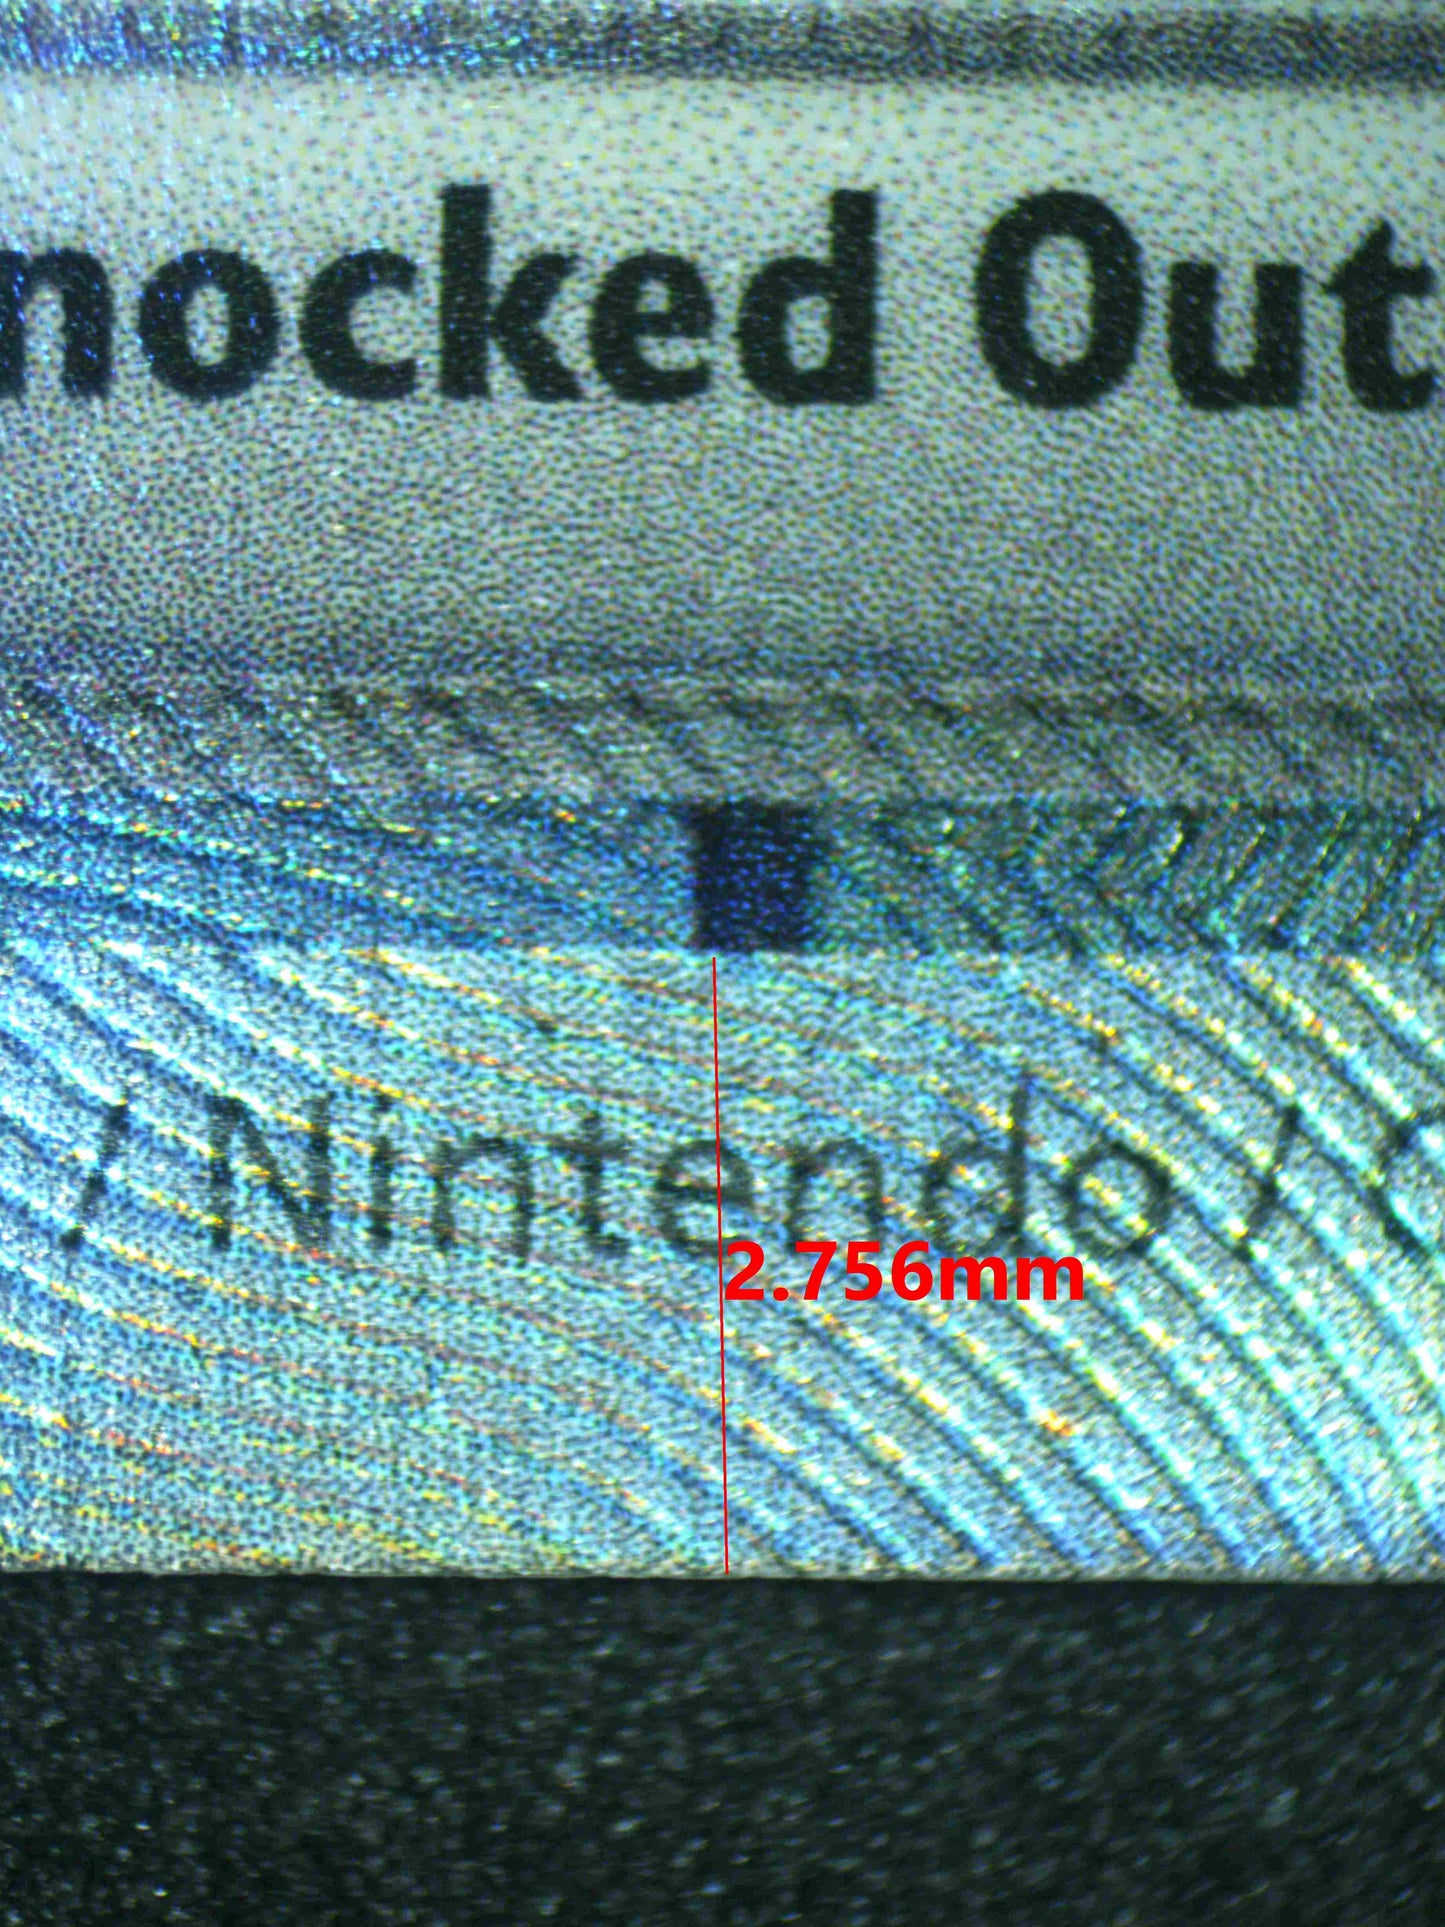 nocked Out
/ Nintendo /
2.756mm